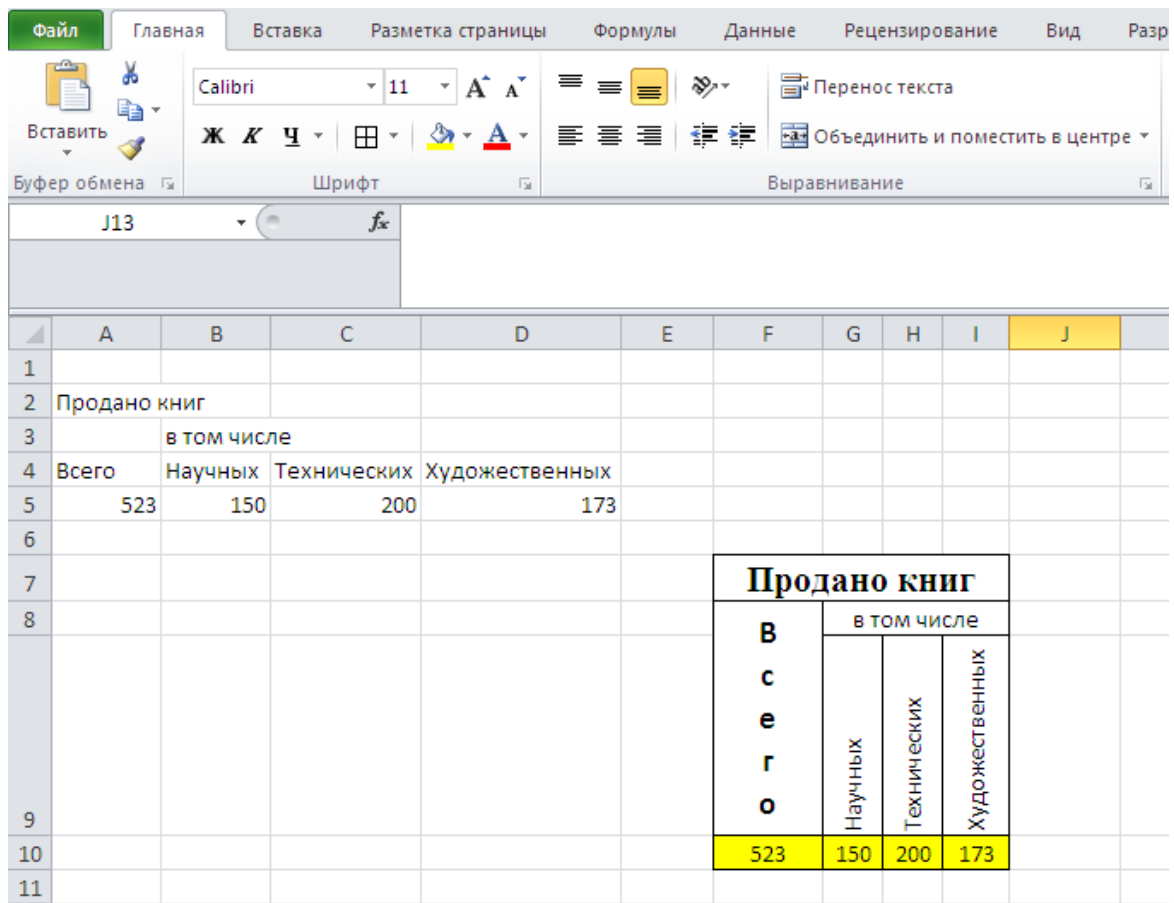 Файл Главная Вставка Разметка страницы Формулы Данные Рецензирование Вид Разр
Calibri 11 A A Перенос текста
Вставить Ж К Ч A а Объединить и поместить в центре
Буфер обмена Шрифт Выравнивание
J13 fx
A B C D E F G H I J
1
2 Продано книг
3 в том числе
4 Всего Научных Технических Художественных
5 523 150 200 173
6
7 Продано книг
8 Всего в том числе
9 Научных Технических Художественных
10 523 150 200 173
11